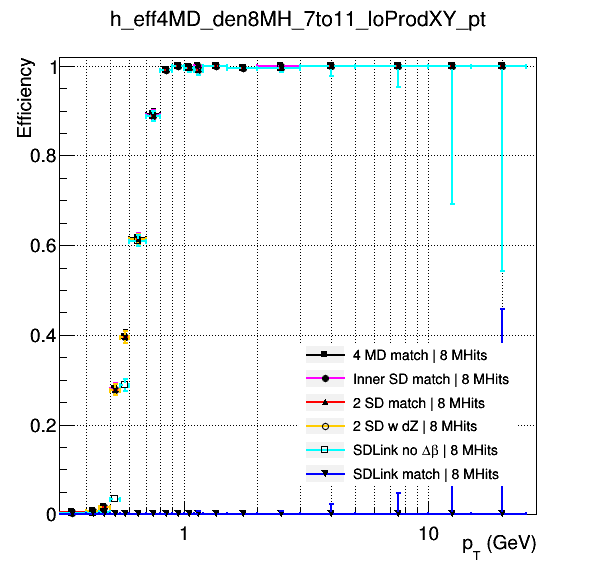 h_eff4MD_den8MH_7to11_loProdXY_pt
Efficiency
1
0.8
0.6
0.4
0.2
0
4 MD match | 8 MHits
Inner SD match | 8 MHits
2 SD match | 8 MHits
2 SD w dZ | 8 MHits
SDLink no Δβ | 8 MHits
SDLink match | 8 MHits
1 10
p_T (GeV)